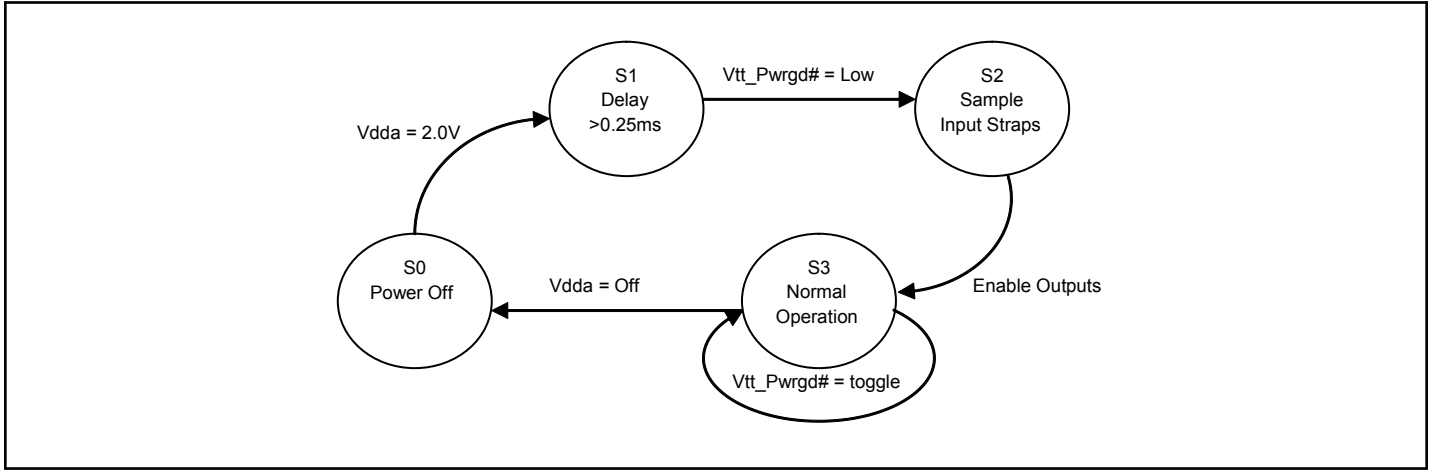 S1
Delay
>0.25ms
Vtt_Pwrgd# = Low
S2
Sample
Input Straps
Vdda = 2.0V
S0
Power Off
Vdda = Off
S3
Normal
Operation
Enable Outputs
Vtt_Pwrgd# = toggle